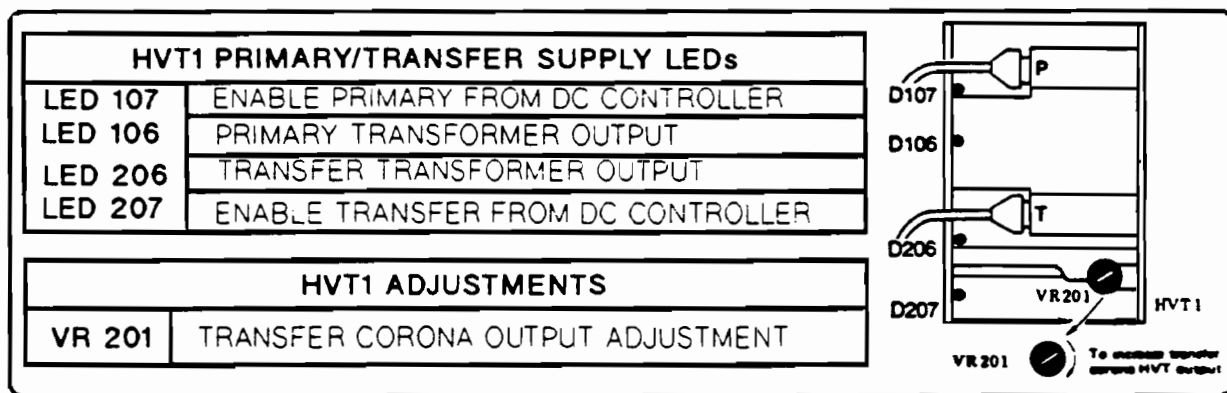 HVT1 PRIMARY/TRANSFER SUPPLY LEDs
LED 107 ENABLE PRIMARY FROM DC CONTROLLER
LED 106 PRIMARY TRANSFORMER OUTPUT
LED 206 TRANSFER TRANSFORMER OUTPUT
LED 207 ENABLE TRANSFER FROM DC CONTROLLER
HVT1 ADJUSTMENTS
VR 201 TRANSFER CORONA OUTPUT ADJUSTMENT
P
D107
D106
T
D206
D207
VR201
HVT1
VR201
To increase transfer
corona HVT output